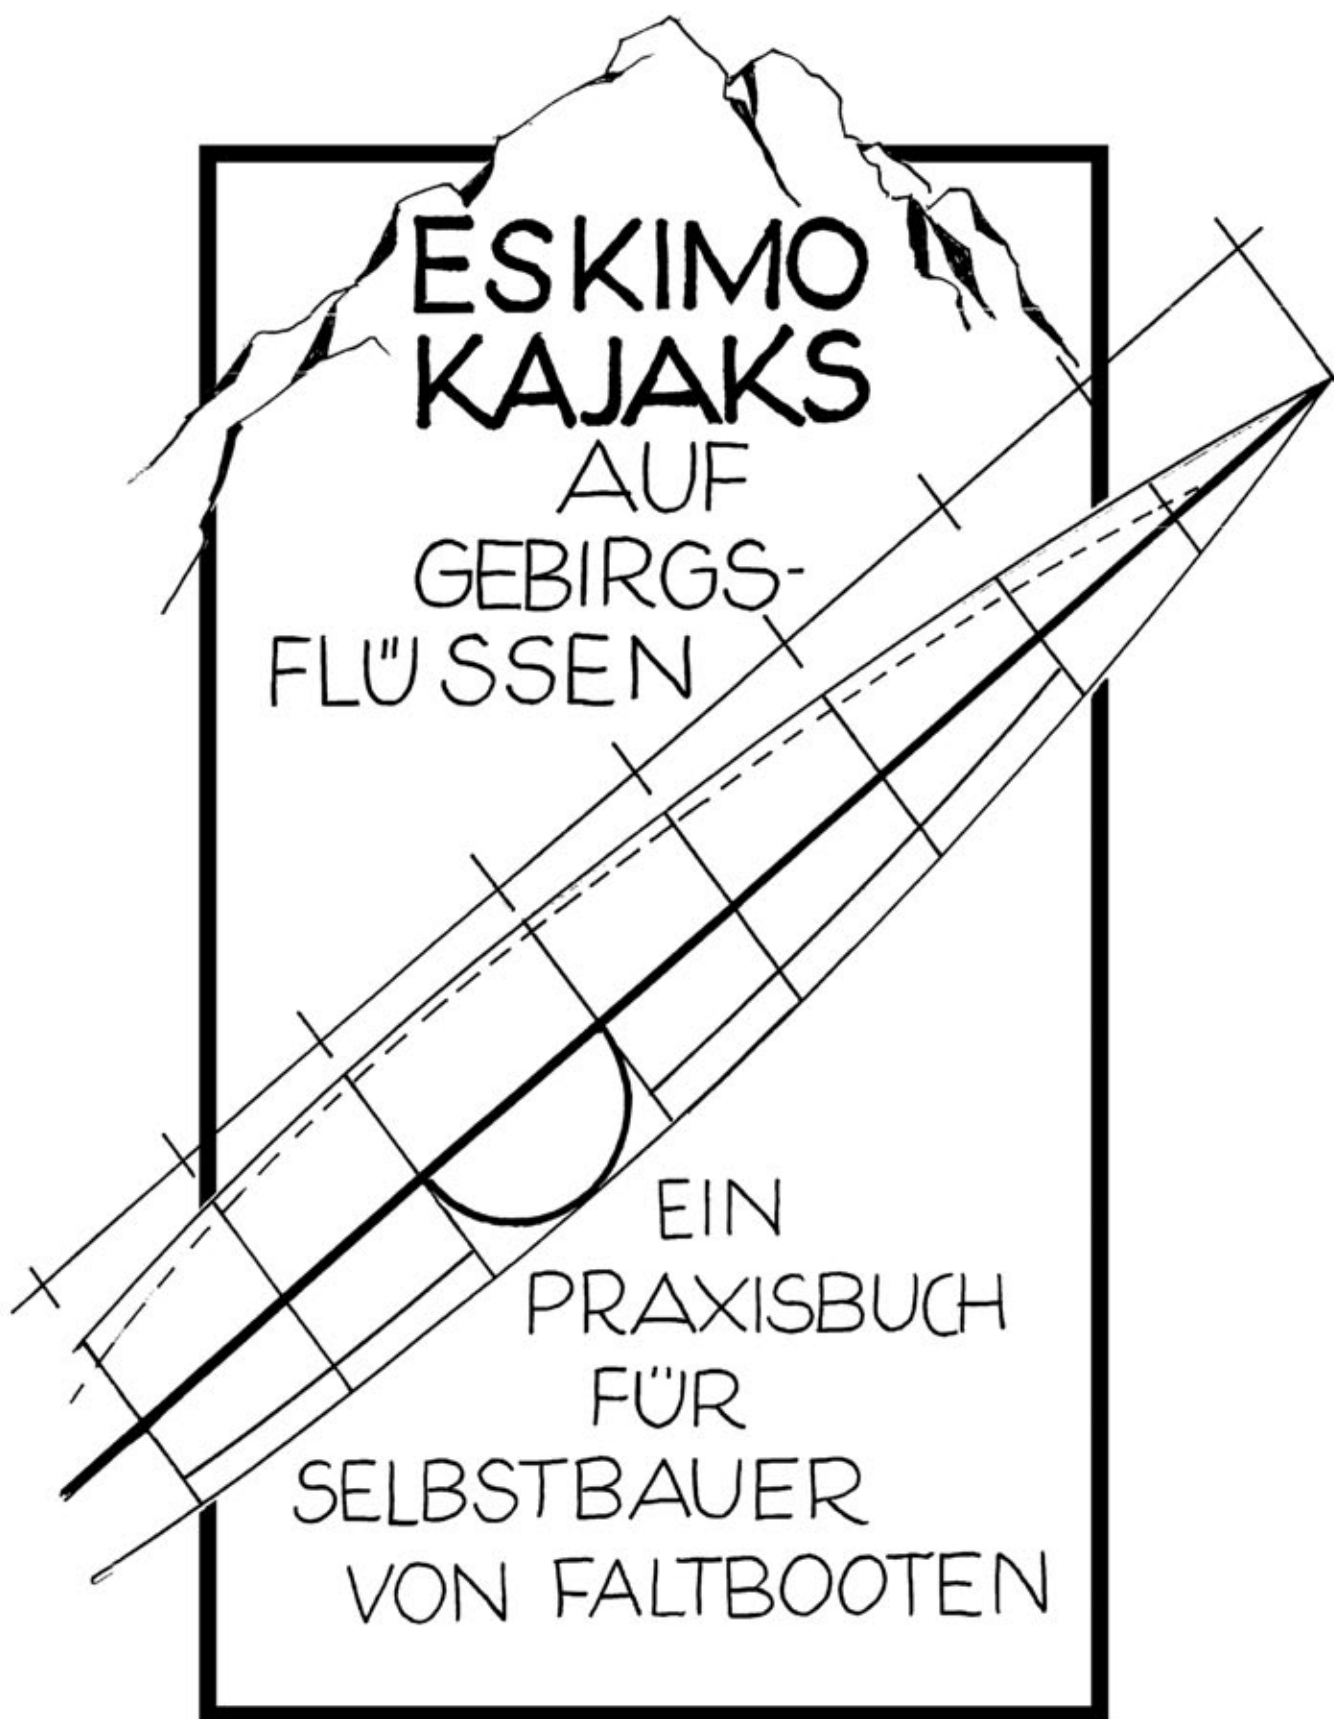 ESKIMO
KAJAKS
AUF
GEBIRGS-
FLÜSSEN
EIN
PRAXISBUCH
FÜR
SELBSTBAUER
VON FALTBOOTEN